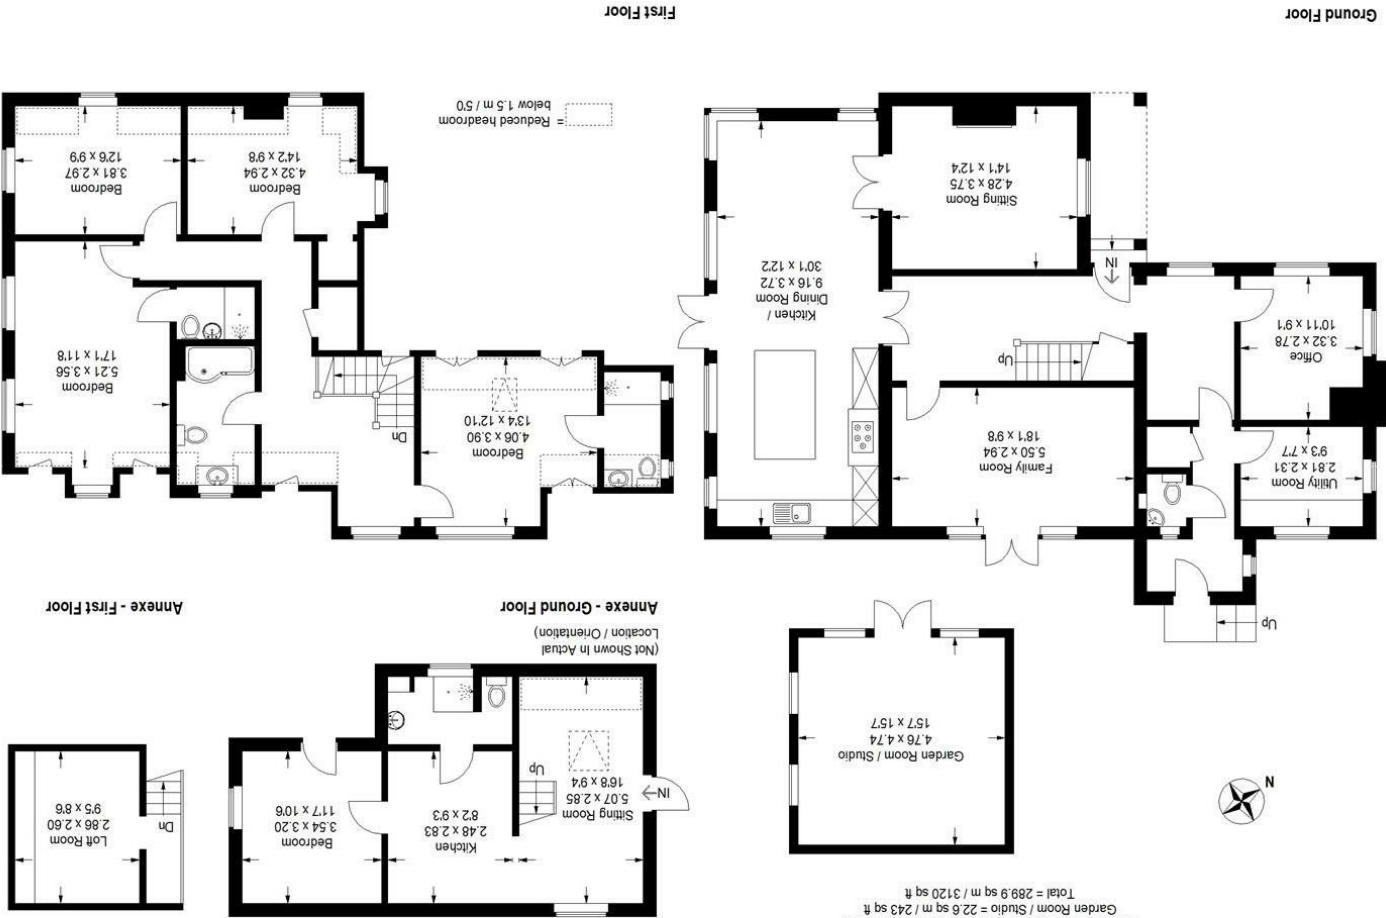 Garden Room / Studio = 22.6 sq m / 243 sq ft
Total = 289.9 sq m / 3120 sq ft
N
Garden Room / Studio
4.76 x 4.74
15'7 x 15'7
IN
Sitting Room
5.07 x 2.85
16'8 x 9'4
Up
Kitchen
2.48 x 2.83
8'2 x 9'3
Bedroom
3.54 x 3.20
11'7 x 10'6
Dn
Loft Room
2.86 x 2.60
9'5 x 8'6
(Not Shown In Actual
Location / Orientation)
Annexe - Ground Floor
Annexe - First Floor
Up
Utility Room
2.81 x 2.31
9'3 x 7'7
Family Room
5.50 x 2.94
18'1 x 9'8
Office
3.32 x 2.78
10'11 x 9'1
Up
IN
Kitchen /
Dining Room
9.16 x 3.72
30'1 x 12'2
Sitting Room
4.28 x 3.75
14'1 x 12'4
Bedroom
4.06 x 3.90
13'4 x 12'10
Dn
Bedroom
5.21 x 3.56
17'1 x 11'8
Bedroom
4.32 x 2.94
14'2 x 9'8
Bedroom
3.81 x 2.97
12'6 x 9'9
= Reduced headroom
below 1.5 m / 5'0
Ground Floor
First Floor